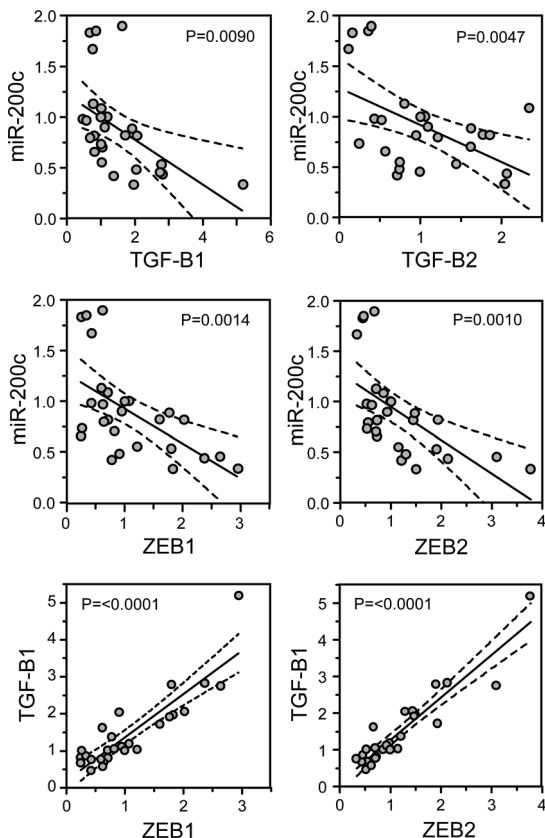 2.0
P=0.0090
1.5
miR-200c
1.0
0.5
0.0
0 2 4 6
TGF-B1
2.0
P=0.0047
1.5
miR-200c
1.0
0.5
0.0
0 1 2
TGF-B2
2.0
P=0.0014
1.5
miR-200c
1.0
0.5
0.0
0 1 2 3
ZEB1
2.0
P=0.0010
1.5
miR-200c
1.0
0.5
0.0
0 1 2 3 4
ZEB2
P=<0.0001
5
4
TGF-B1
3
2
1
0
0 1 2 3
ZEB1
P=<0.0001
5
4
TGF-B1
3
2
1
0
0 1 2 3 4
ZEB2